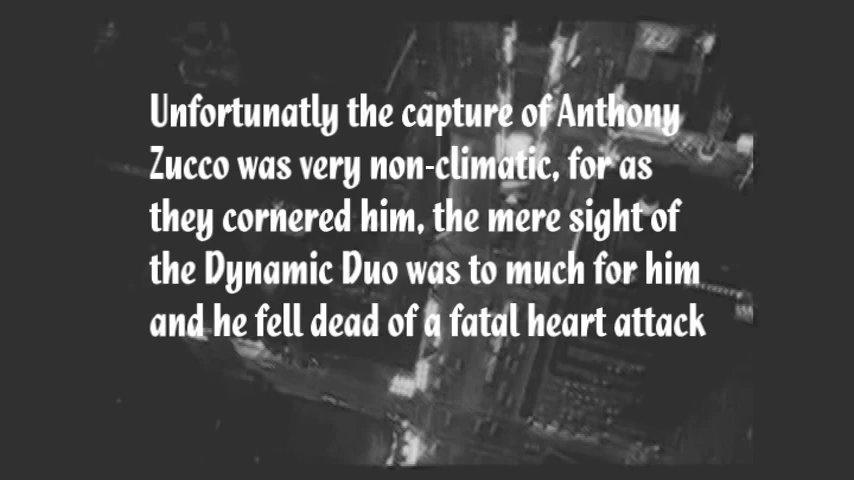 Unfortunatly the capture of Anthony
Zucco was very non-climatic, for as
they cornered him, the mere sight of
the Dynamic Duo was to much for him
and he fell dead of a fatal heart attack